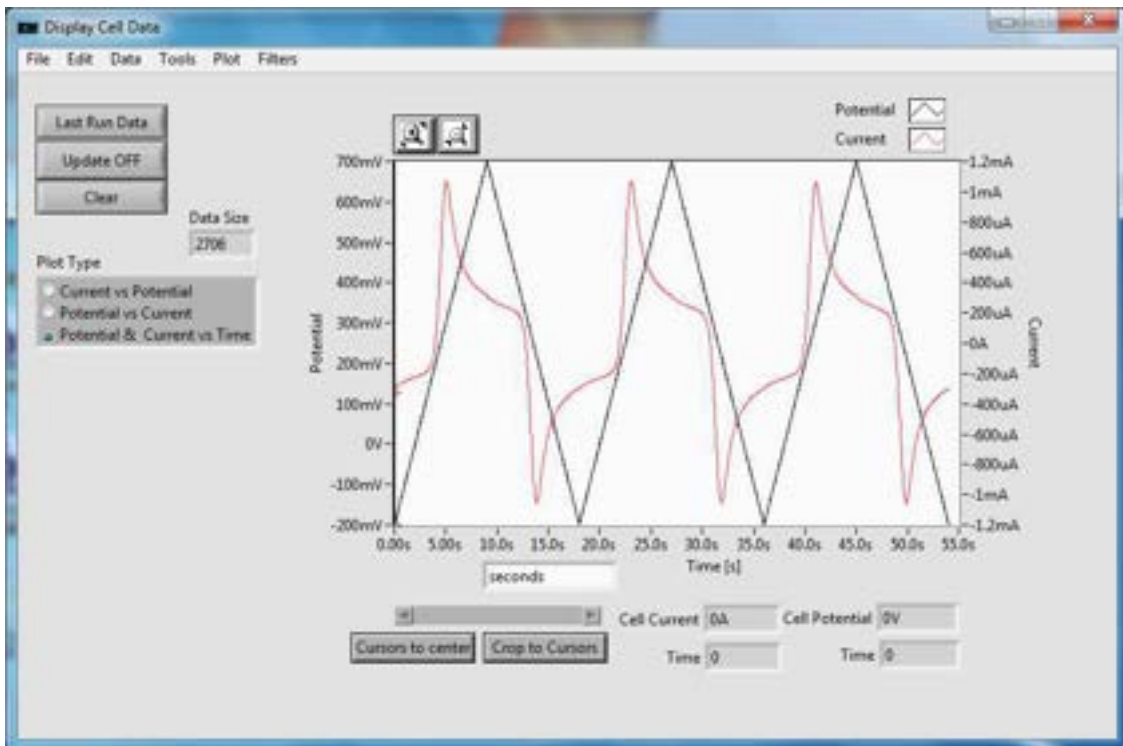 Display Cell Data
File Edit Data Tools Plot Filters
Last Run Data
Update OFF
Clear
Data Size
2706
Plot Type
Current vs Potential
Potential vs Current
Potential & Current vs Time
Potential
Current
700mV
600mV
500mV
400mV
300mV
200mV
100mV
0V
-100mV
-200mV
Potential
1.2mA
1mA
800uA
600uA
400uA
200uA
0A
-200uA
-400uA
-600uA
-800uA
-1mA
-1.2mA
Current
0.00s 5.00s 10.0s 15.0s 20.0s 25.0s 30.0s 35.0s 40.0s 45.0s 50.0s 55.0s
Time [s]
seconds
Cursors to center Crop to Cursors
Cell Current 0A Cell Potential 0V
Time 0 Time 0